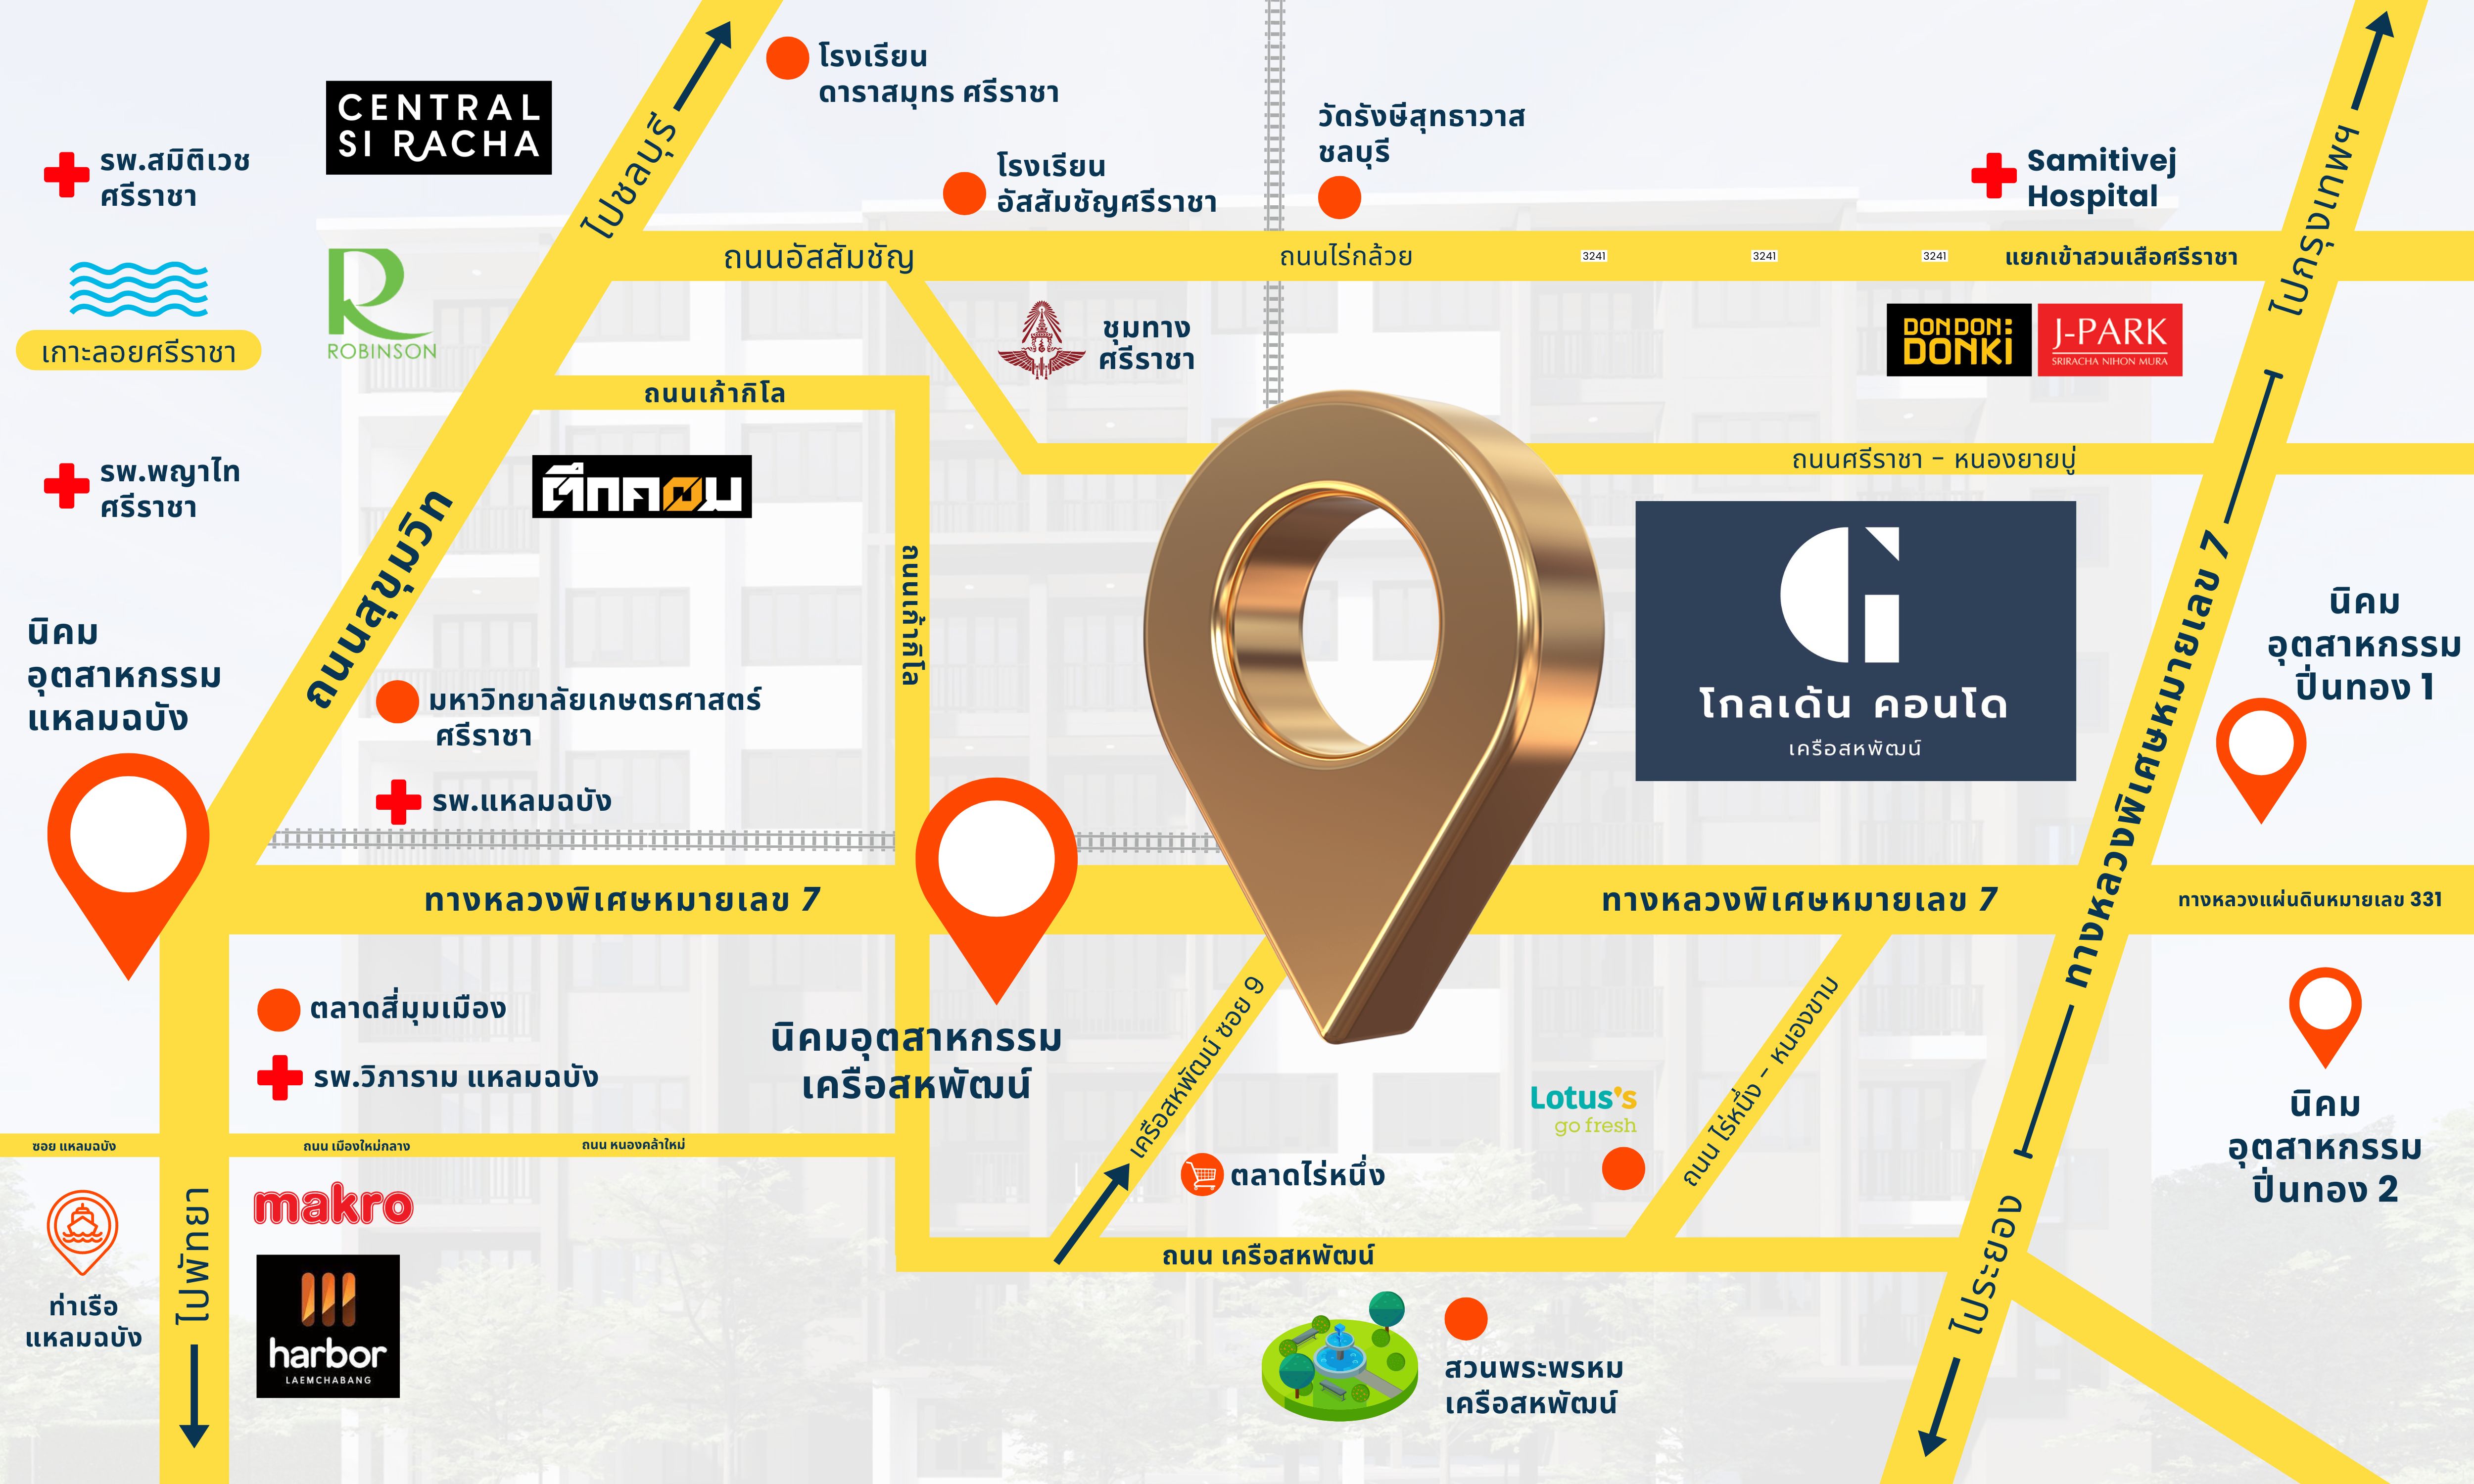 โรงเรียน
ดาราสมุทร ศรีราชา
CENTRAL
SI RACHA
ไปชลบุรี
วัดรังษีสุทธาวาส
ชลบุรี
ไปกรุงเทพฯ
รพ.สมิติเวช
ศรีราชา
โรงเรียน
อัสสัมชัญศรีราชา
Samitivej
Hospital
ถนนอัสสัมชัญ
ถนนไร่กล้วย
3241
3241
3241
แยกเข้าสวนเสือศรีราชา
เกาะลอยศรีราชา
ROBINSON
ชุมทาง
ศรีราชา
DON DON:
DONKi
J-PARK
SRIRACHA NIHON MURA
ถนนเก้ากิโล
ถนนศรีราชา - หนองยายบู่
รพ.พญาไท
ศรีราชา
ตึกคอม
ถนนสุขุมวิท
ถนนเก้ากิโล
โกลเด้น คอนโด
เครือสหพัฒน์
ทางหลวงพิเศษหมายเลข 7
นิคม
อุตสาหกรรม
ปิ่นทอง 1
นิคม
อุตสาหกรรม
แหลมฉบัง
มหาวิทยาลัยเกษตรศาสตร์
ศรีราชา
รพ.แหลมฉบัง
ทางหลวงพิเศษหมายเลข 7
ทางหลวงพิเศษหมายเลข 7
ทางหลวงแผ่นดินหมายเลข 331
ตลาดสี่มุมเมือง
รพ.วิภาราม แหลมฉบัง
นิคมอุตสาหกรรม
เครือสหพัฒน์
เครือสหพัฒน์ ซอย 9
ถนน ไร่หนึ่ง - หนองขาม
Lotus's
go fresh
นิคม
อุตสาหกรรม
ปิ่นทอง 2
ซอย แหลมฉบัง
ถนน เมืองใหม่กลาง
ถนน หนองคล้าใหม่
ตลาดไร่หนึ่ง
makro
ไปพัทยา
ท่าเรือ
แหลมฉบัง
harbor
LAEMCHABANG
ถนน เครือสหพัฒน์
ไประยอง
สวนพระพรหม
เครือสหพัฒน์